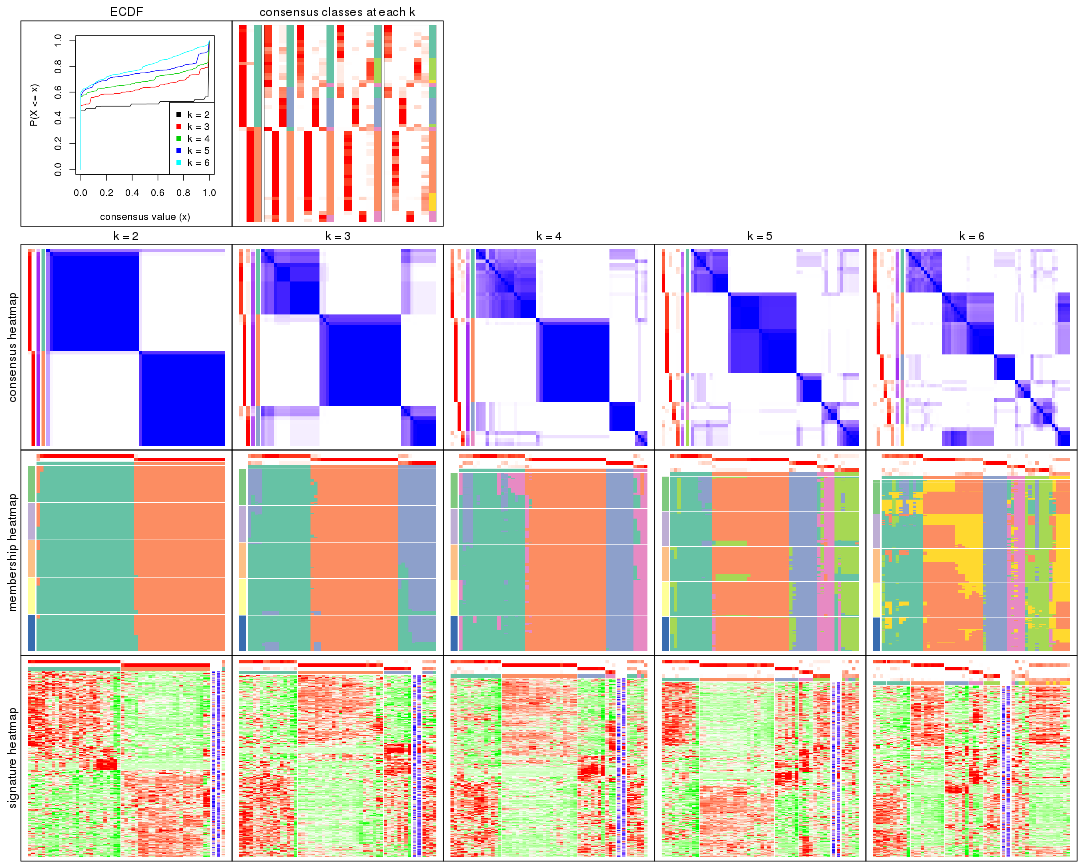 ECDF
consensus classes at each k
P(X <= x)
1.0
0.8
0.6
0.4
0.2
0.0
k = 2
k = 3
k = 4
k = 5
k = 6
0.0 0.2 0.4 0.6 0.8 1.0
consensus value (x)
k = 2
k = 3
k = 4
k = 5
k = 6
consensus heatmap
membership heatmap
signature heatmap